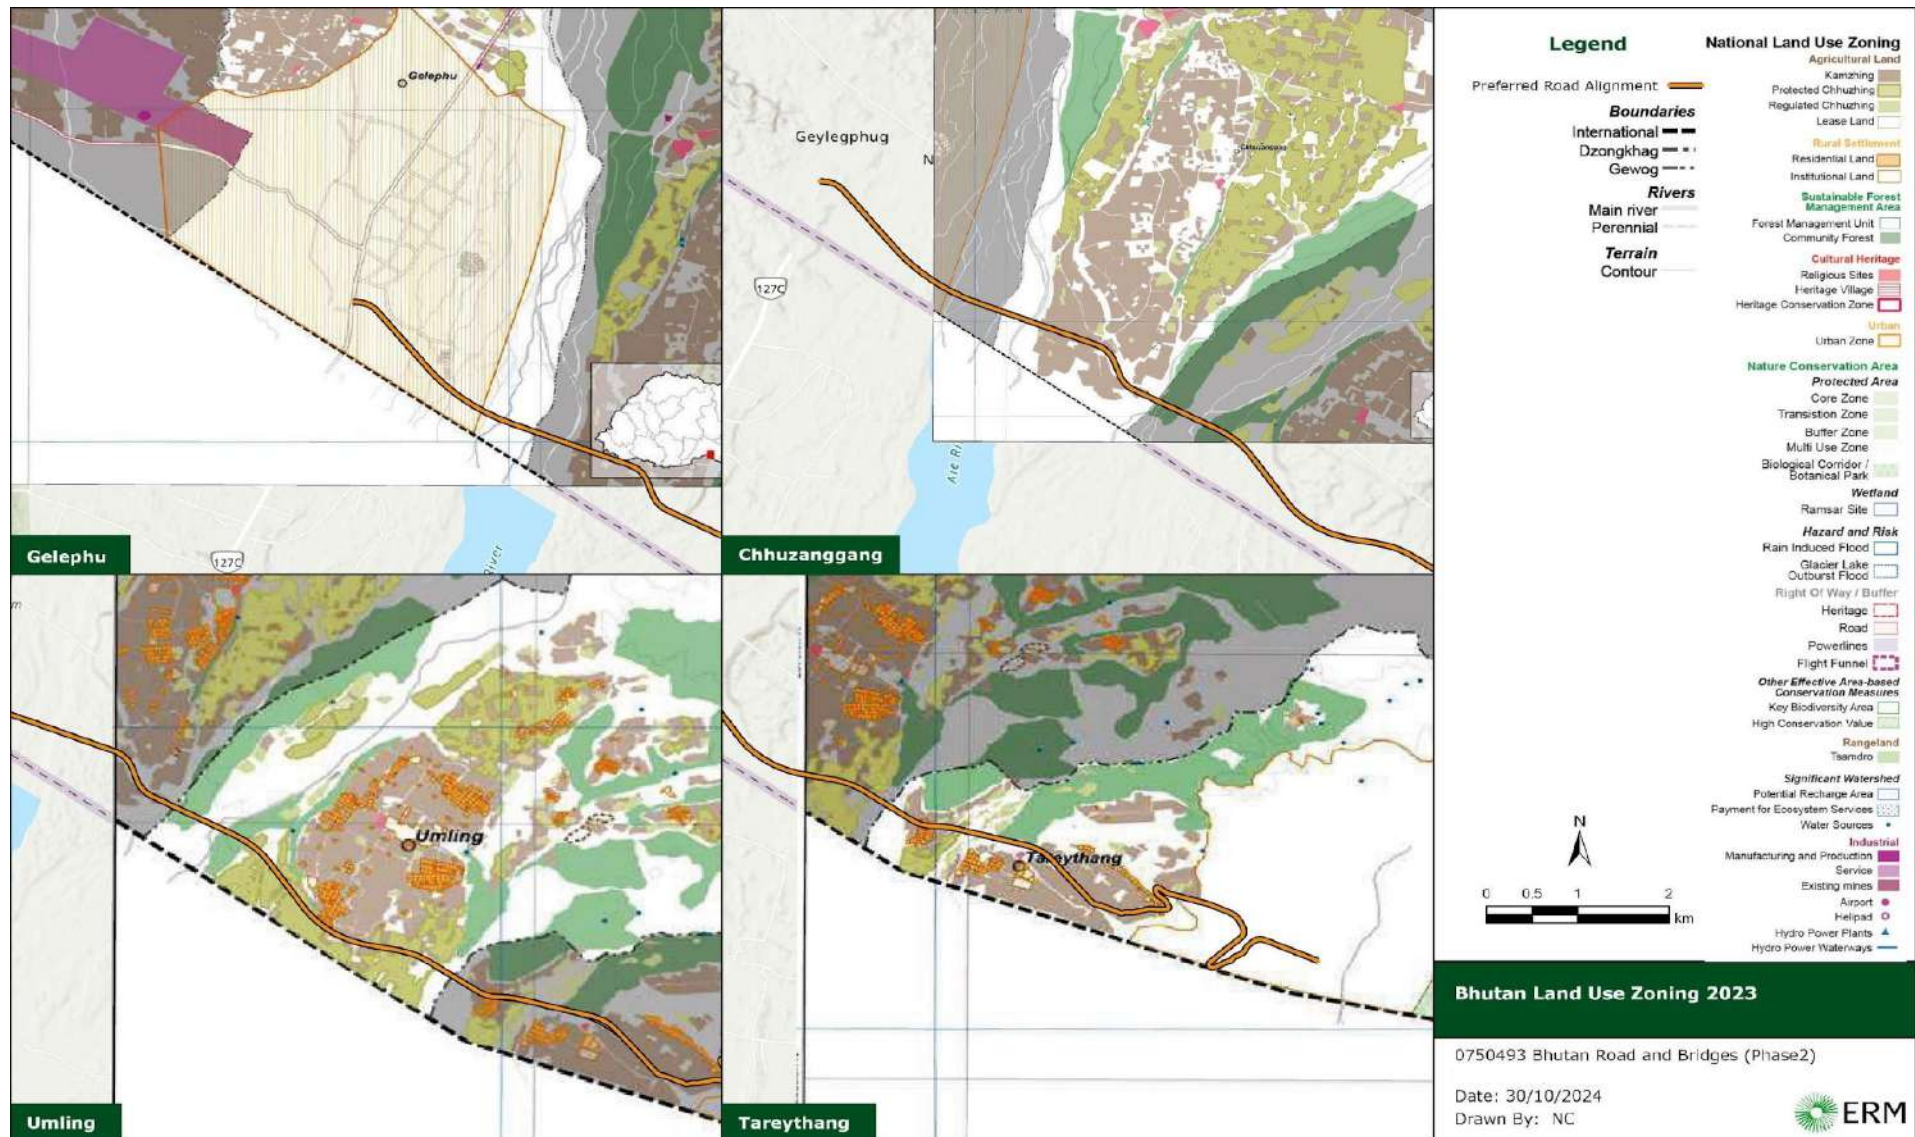 Gelephu
127C
River
Gelephu
Geylegphug
N
127C
Chhuzanggang
Aie Ri
Chhuzanggang
m
Umling
Umling
Tareythang
Tareythang
Legend
Preferred Road Alignment
Boundaries
International
Dzongkhag
Gewog
Rivers
Main river
Perennial
Terrain
Contour
N
0 0.5 1 2
km
National Land Use Zoning
Agricultural Land
Kamzhing
Protected Chhuzhing
Regulated Chhuzhing
Lease Land
Rural Settlement
Residential Land
Institutional Land
Sustainable Forest
Management Area
Forest Management Unit
Community Forest
Cultural Heritage
Religious Sites
Heritage Village
Heritage Conservation Zone
Urban
Urban Zone
Nature Conservation Area
Protected Area
Core Zone
Transistion Zone
Buffer Zone
Multi Use Zone
Biological Corridor /
Botanical Park
Wetland
Ramsar Site
Hazard and Risk
Rain Induced Flood
Glacier Lake
Outburst Flood
Right Of Way / Buffer
Heritage
Road
Powerlines
Flight Funnel
Other Effective Area-based
Conservation Measures
Key Biodiversity Area
High Conservation Value
Rangeland
Tsamdro
Significant Watershed
Potential Recharge Area
Payment for Ecosystem Services
Water Sources
Industrial
Manufacturing and Production
Service
Existing mines
Airport
Helipad
Hydro Power Plants
Hydro Power Waterways
Bhutan Land Use Zoning 2023
0750493 Bhutan Road and Bridges (Phase2)
Date: 30/10/2024
Drawn By: NC
ERM